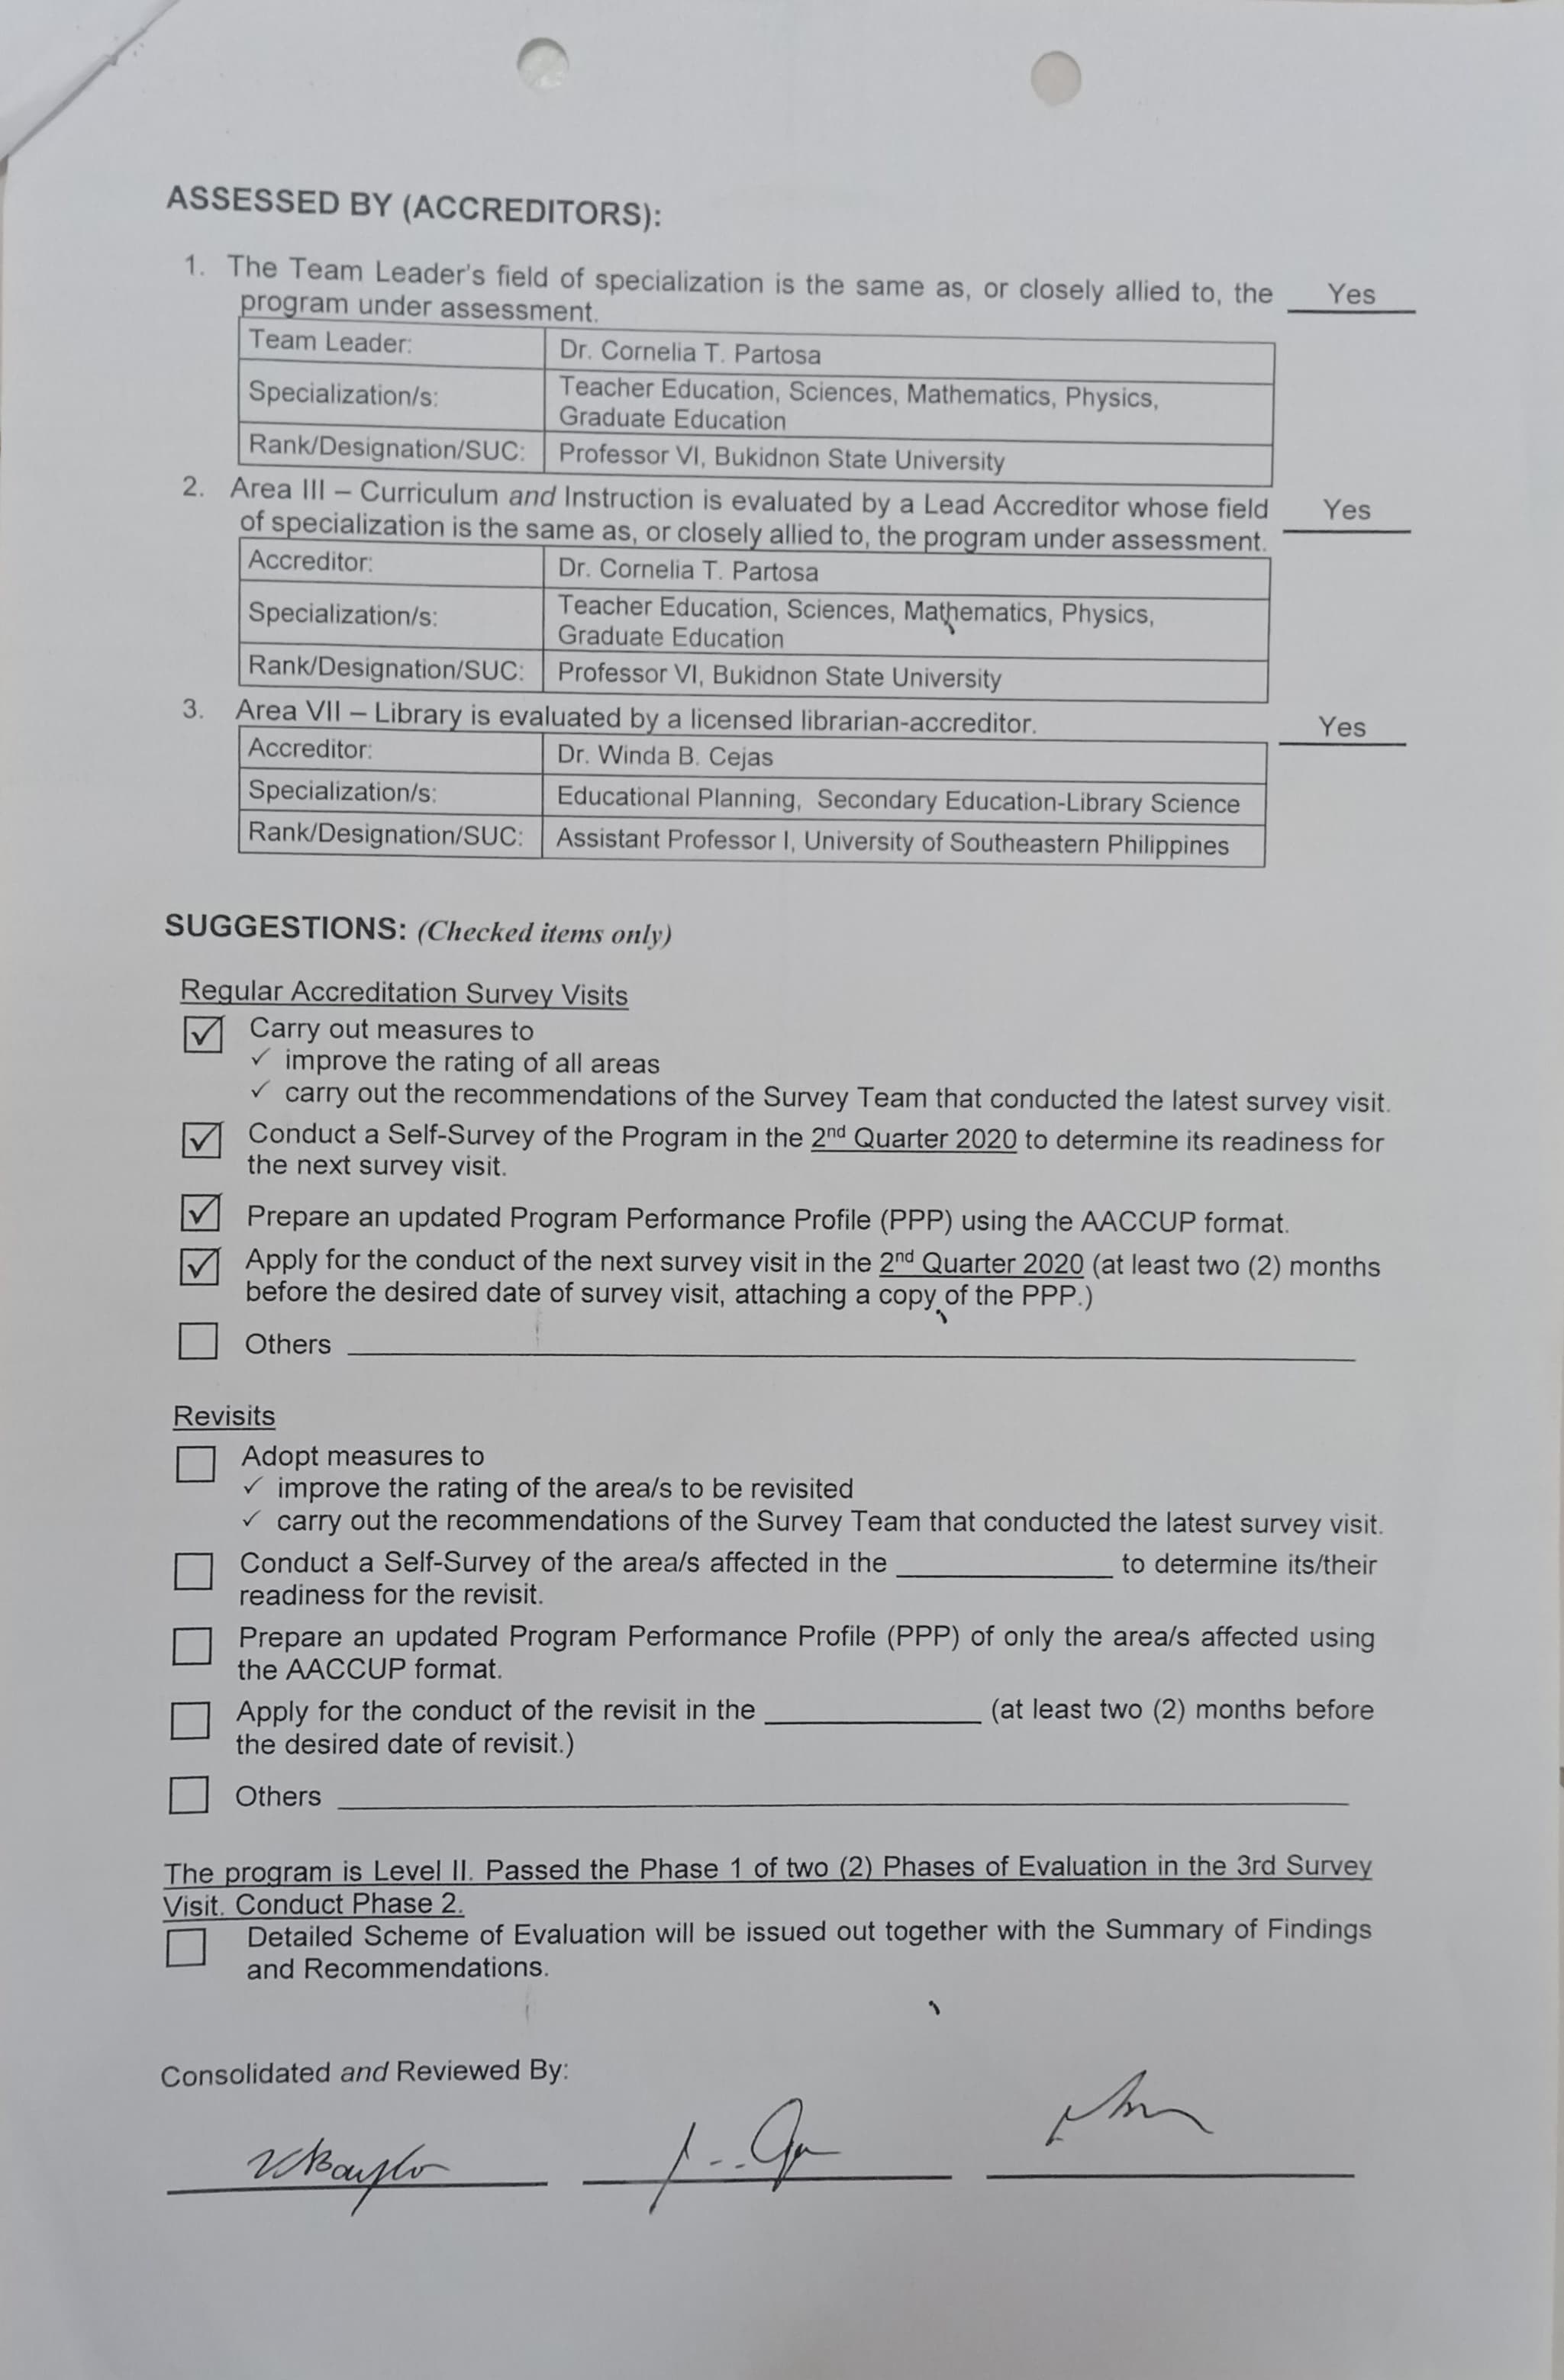 ASSESSED BY (ACCREDITORS):
1. The Team Leader's field of specialization is the same as, or closely allied to, the Yes
program under assessment.
Team Leader: Dr. Cornelia T. Partosa
Specialization/s: Teacher Education, Sciences, Mathematics, Physics,
Graduate Education
Rank/Designation/SUC: Professor VI, Bukidnon State University
2. Area III – Curriculum and Instruction is evaluated by a Lead Accreditor whose field Yes
of specialization is the same as, or closely allied to, the program under assessment.
Accreditor: Dr. Cornelia T. Partosa
Specialization/s: Teacher Education, Sciences, Mathematics, Physics,
Graduate Education
Rank/Designation/SUC: Professor VI, Bukidnon State University
3. Area VII – Library is evaluated by a licensed librarian-accreditor. Yes
Accreditor: Dr. Winda B. Cejas
Specialization/s: Educational Planning, Secondary Education-Library Science
Rank/Designation/SUC: Assistant Professor I, University of Southeastern Philippines
SUGGESTIONS: (Checked items only)
Regular Accreditation Survey Visits
☑ Carry out measures to
✓ improve the rating of all areas
✓ carry out the recommendations of the Survey Team that conducted the latest survey visit.
☑ Conduct a Self-Survey of the Program in the 2nd Quarter 2020 to determine its readiness for
the next survey visit.
☑ Prepare an updated Program Performance Profile (PPP) using the AACCUP format.
☑ Apply for the conduct of the next survey visit in the 2nd Quarter 2020 (at least two (2) months
before the desired date of survey visit, attaching a copy of the PPP.)
☐ Others
Revisits
☐ Adopt measures to
✓ improve the rating of the area/s to be revisited
✓ carry out the recommendations of the Survey Team that conducted the latest survey visit.
☐ Conduct a Self-Survey of the area/s affected in the ____________ to determine its/their
readiness for the revisit.
☐ Prepare an updated Program Performance Profile (PPP) of only the area/s affected using
the AACCUP format.
☐ Apply for the conduct of the revisit in the ____________ (at least two (2) months before
the desired date of revisit.)
☐ Others
The program is Level II. Passed the Phase 1 of two (2) Phases of Evaluation in the 3rd Survey
Visit. Conduct Phase 2.
☐ Detailed Scheme of Evaluation will be issued out together with the Summary of Findings
and Recommendations.
Consolidated and Reviewed By: